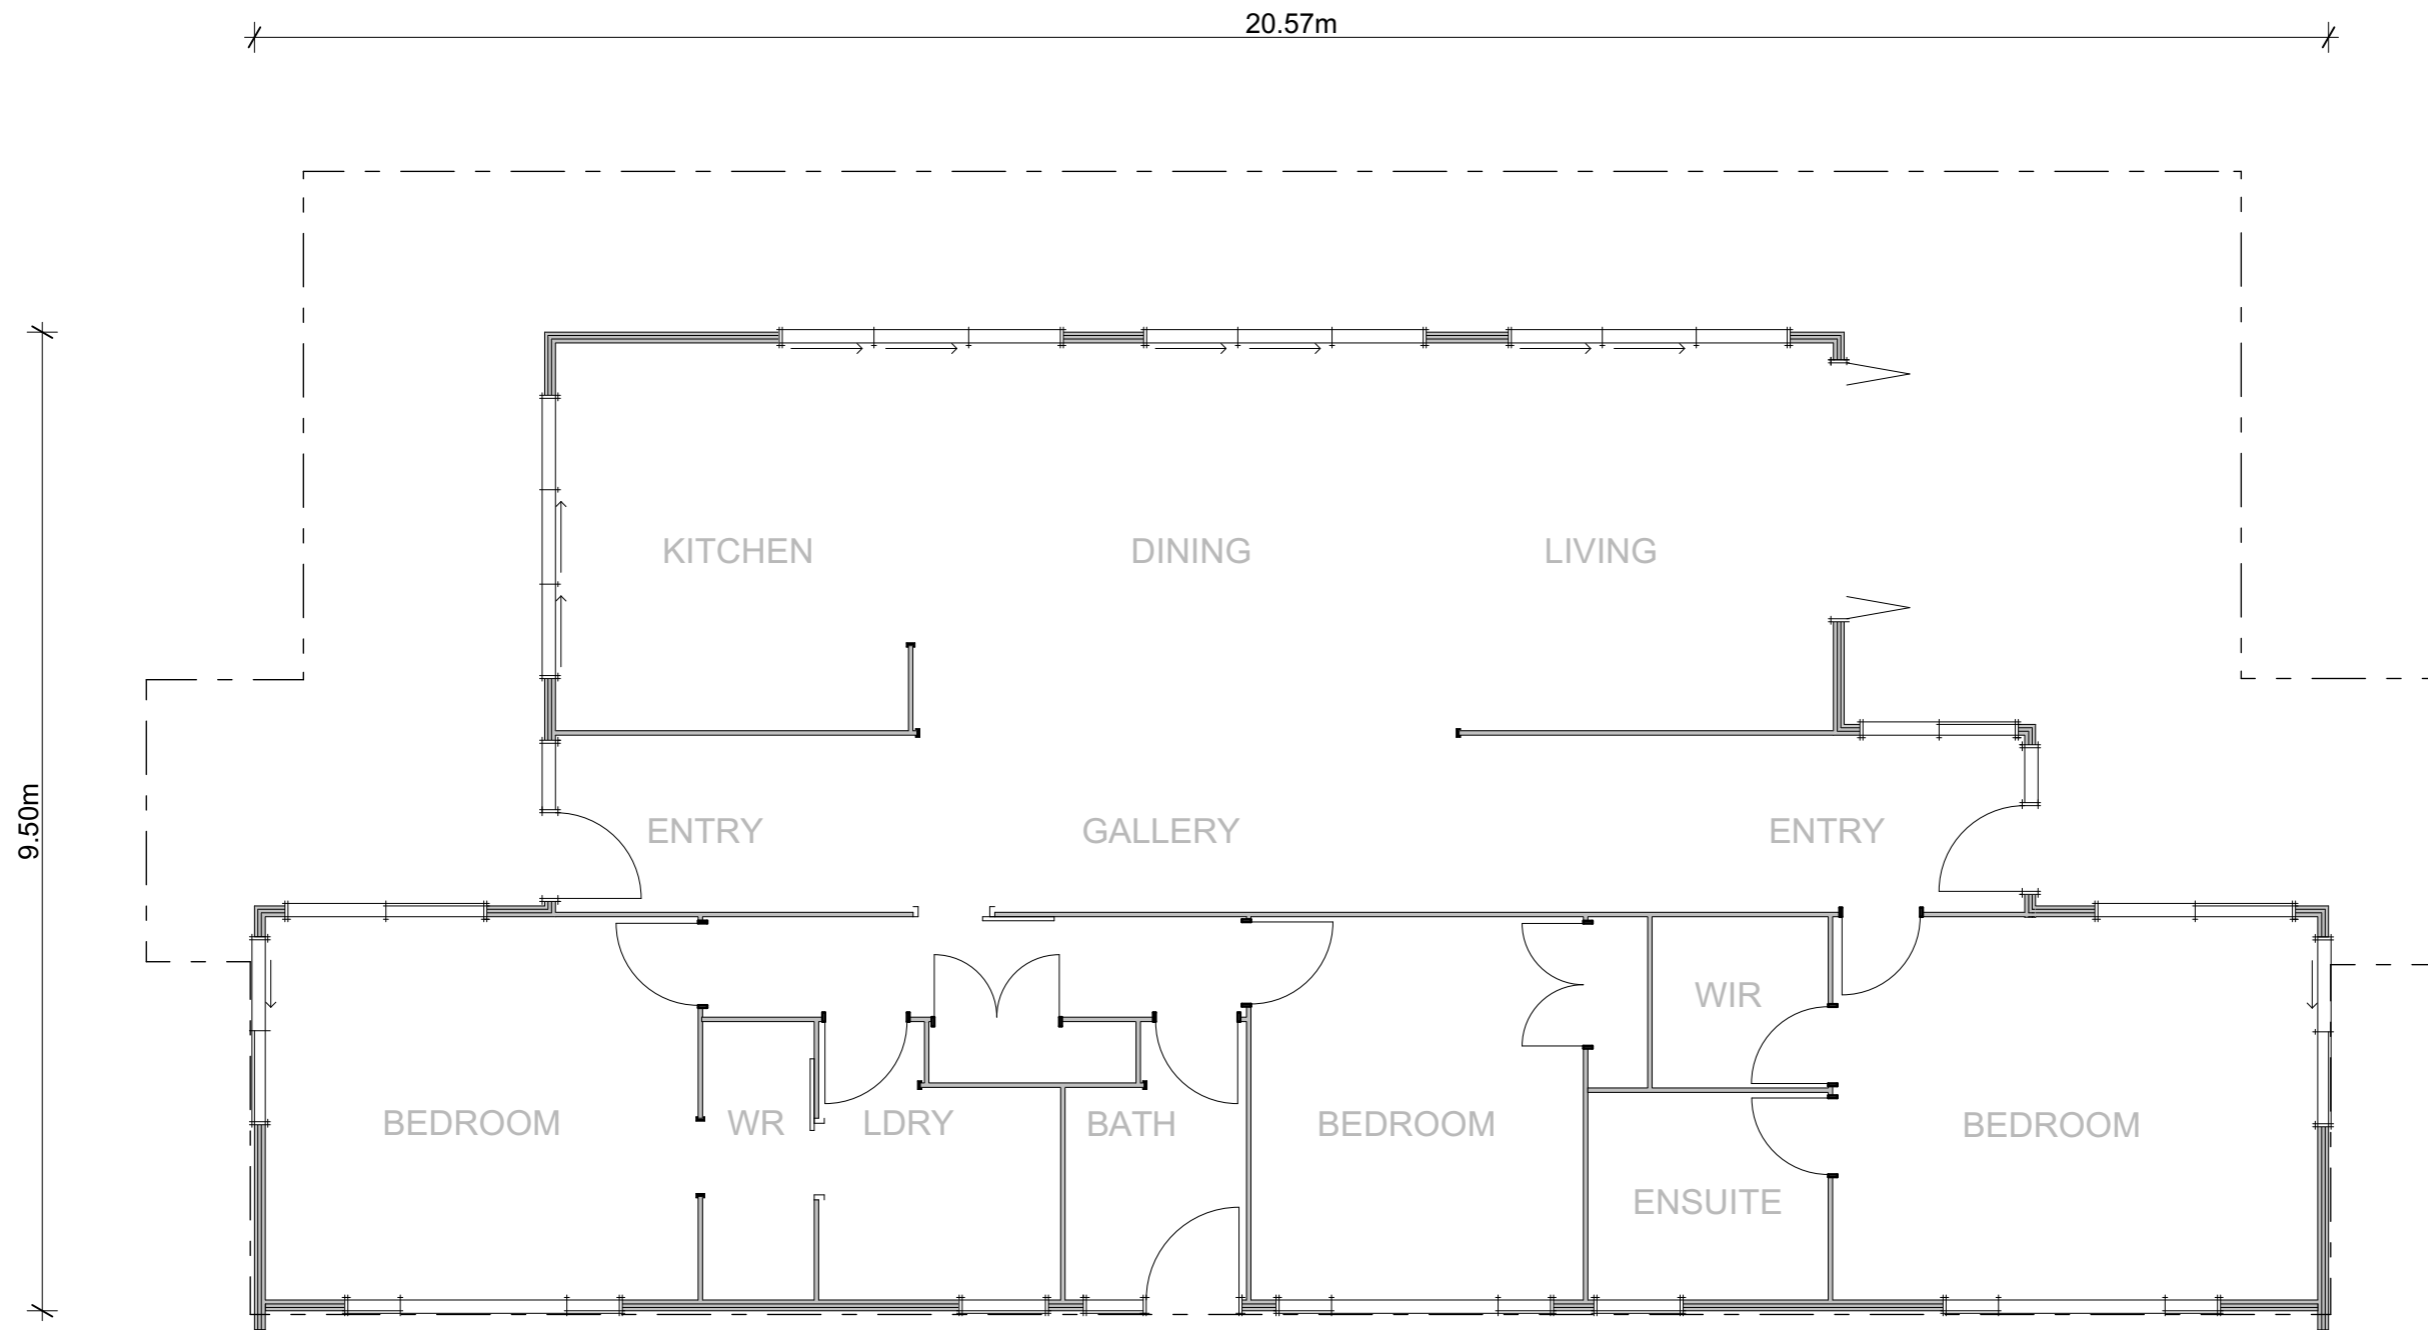 20.57m
9.50m
KITCHEN
DINING
LIVING
ENTRY
GALLERY
ENTRY
WIR
BEDROOM
WR
LDRY
BATH
BEDROOM
BEDROOM
ENSUITE